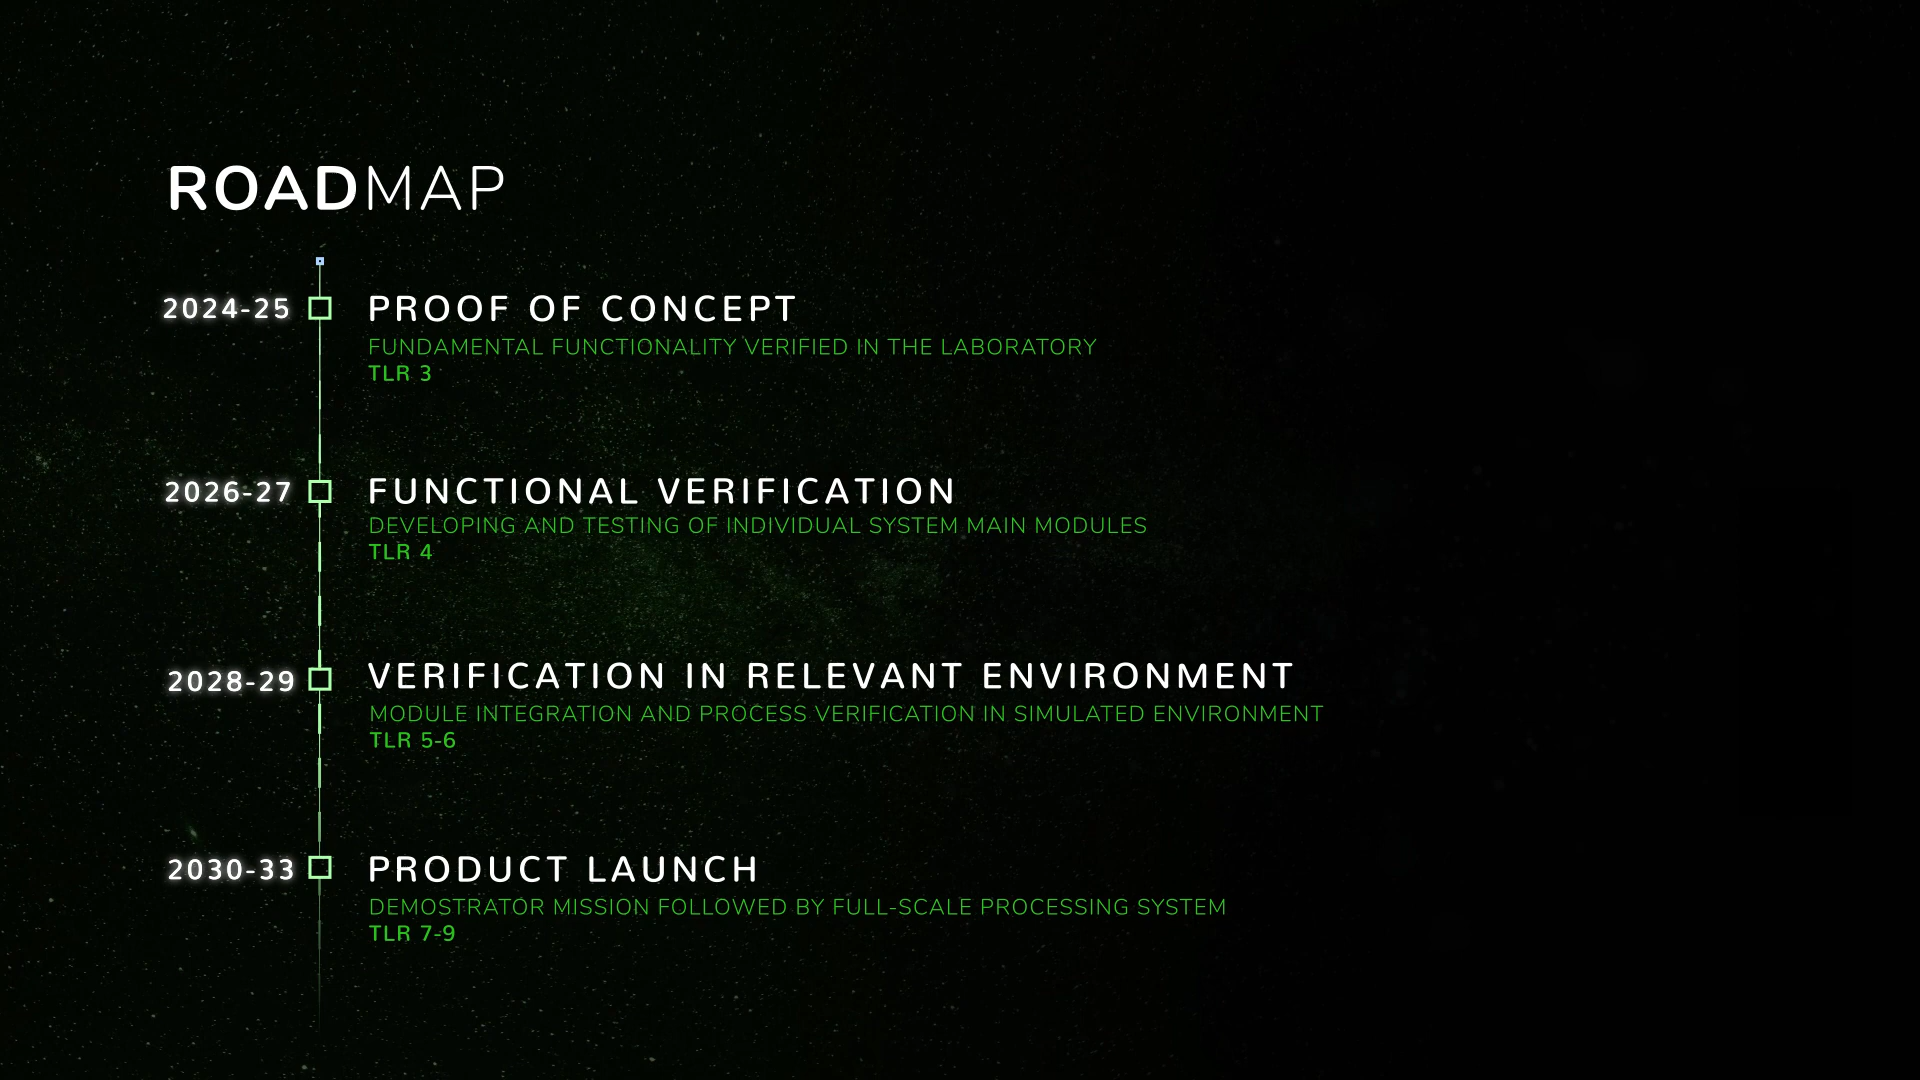 ROADMAP
2024-25
PROOF OF CONCEPT
FUNDAMENTAL FUNCTIONALITY VERIFIED IN THE LABORATORY
TLR 3
2026-27
FUNCTIONAL VERIFICATION
DEVELOPING AND TESTING OF INDIVIDUAL SYSTEM MAIN MODULES
TLR 4
2028-29
VERIFICATION IN RELEVANT ENVIRONMENT
MODULE INTEGRATION AND PROCESS VERIFICATION IN SIMULATED ENVIRONMENT
TLR 5-6
2030-33
PRODUCT LAUNCH
DEMOSTRATOR MISSION FOLLOWED BY FULL-SCALE PROCESSING SYSTEM
TLR 7-9